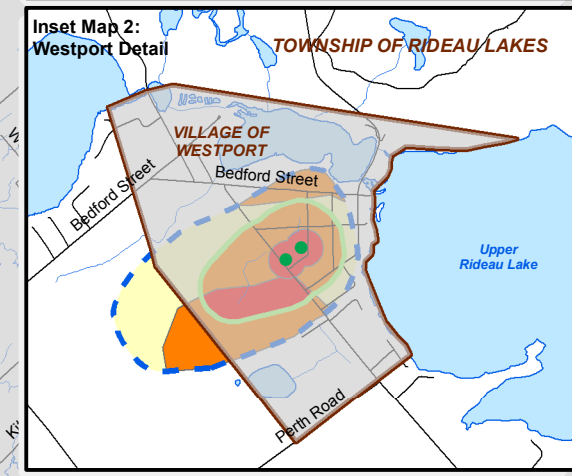 Inset Map 2:
Westport Detail
TOWNSHIP OF RIDEAU LAKES
VILLAGE OF
WESTPORT
Bedford Street
Bedford Street
Upper
Rideau Lake
Perth Road